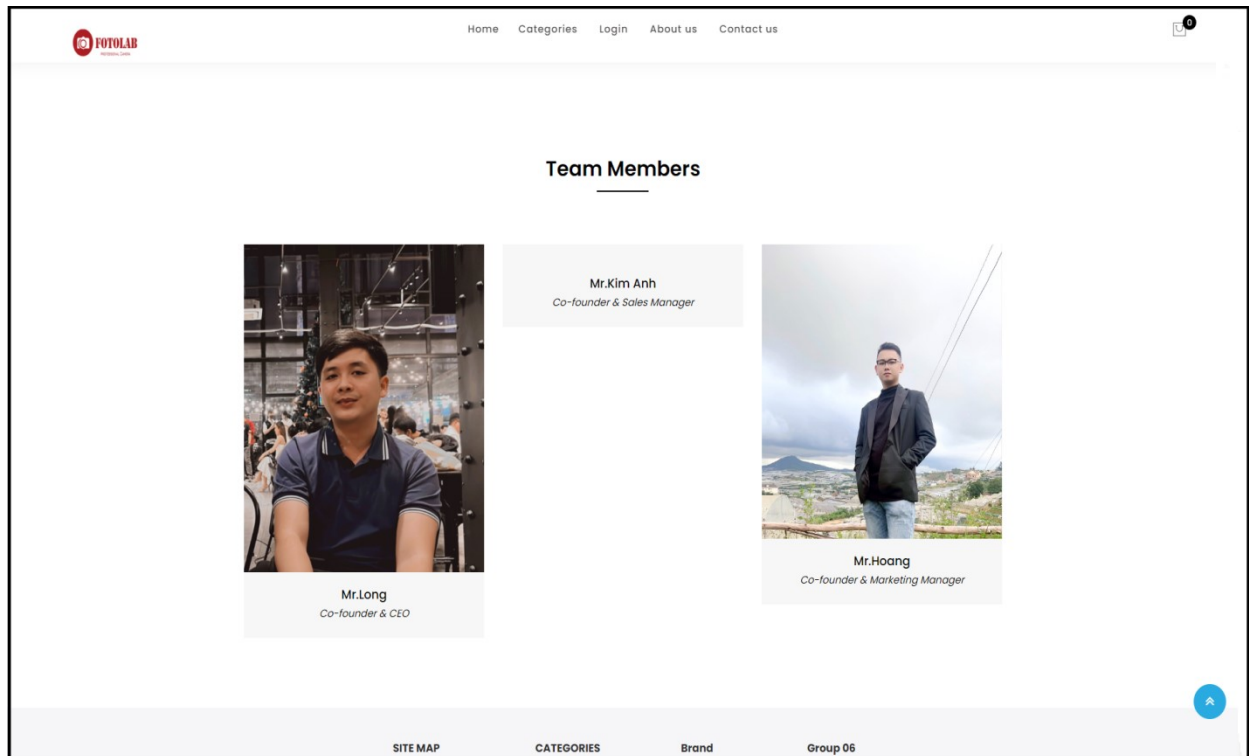 FOTOLAB
Home Categories Login About us Contact us
0
Team Members
Mr.Long
Co-founder & CEO
Mr.Kim Anh
Co-founder & Sales Manager
Mr.Hoang
Co-founder & Marketing Manager
SITE MAP CATEGORIES Brand Group 06